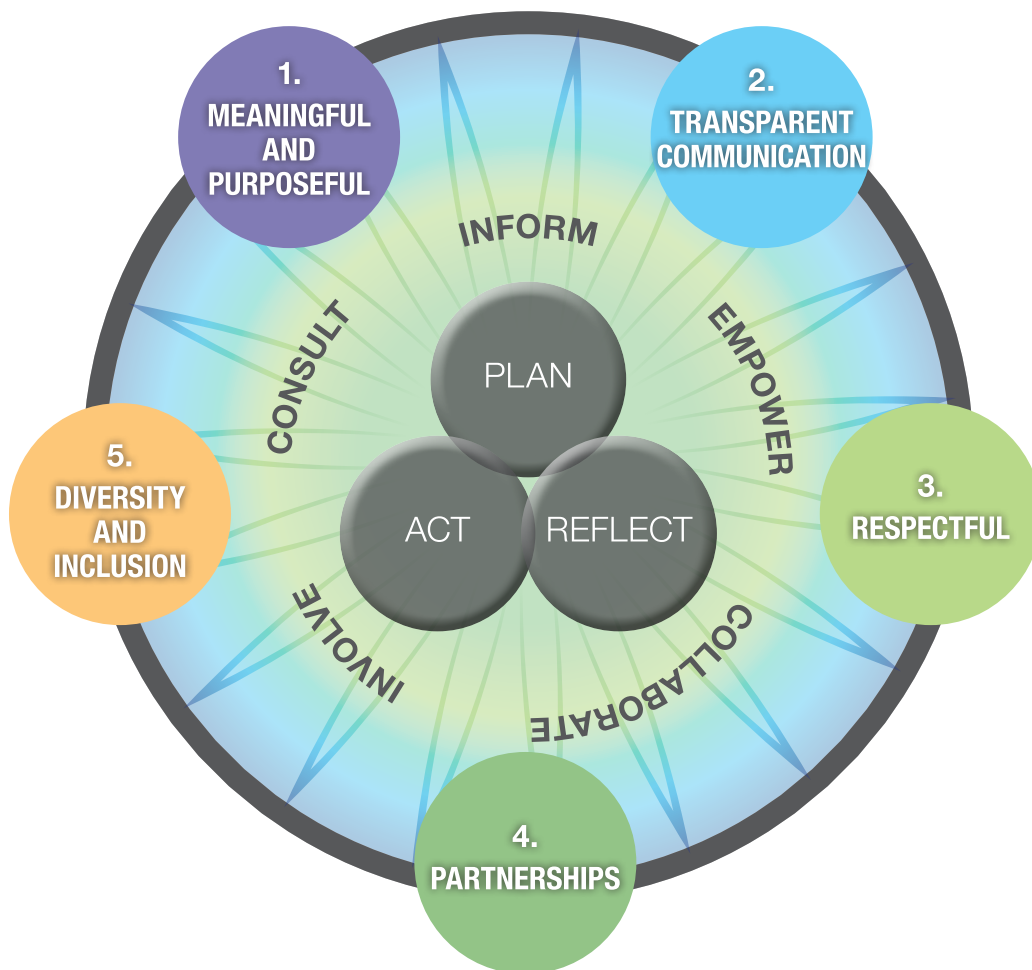 1.
MEANINGFUL
AND
PURPOSEFUL
2.
TRANSPARENT
COMMUNICATION
INFORM
CONSULT
EMPOWER
PLAN
ACT
REFLECT
5.
DIVERSITY
AND
INCLUSION
3.
RESPECTFUL
INVOLVE
COLLABORATE
4.
PARTNERSHIPS